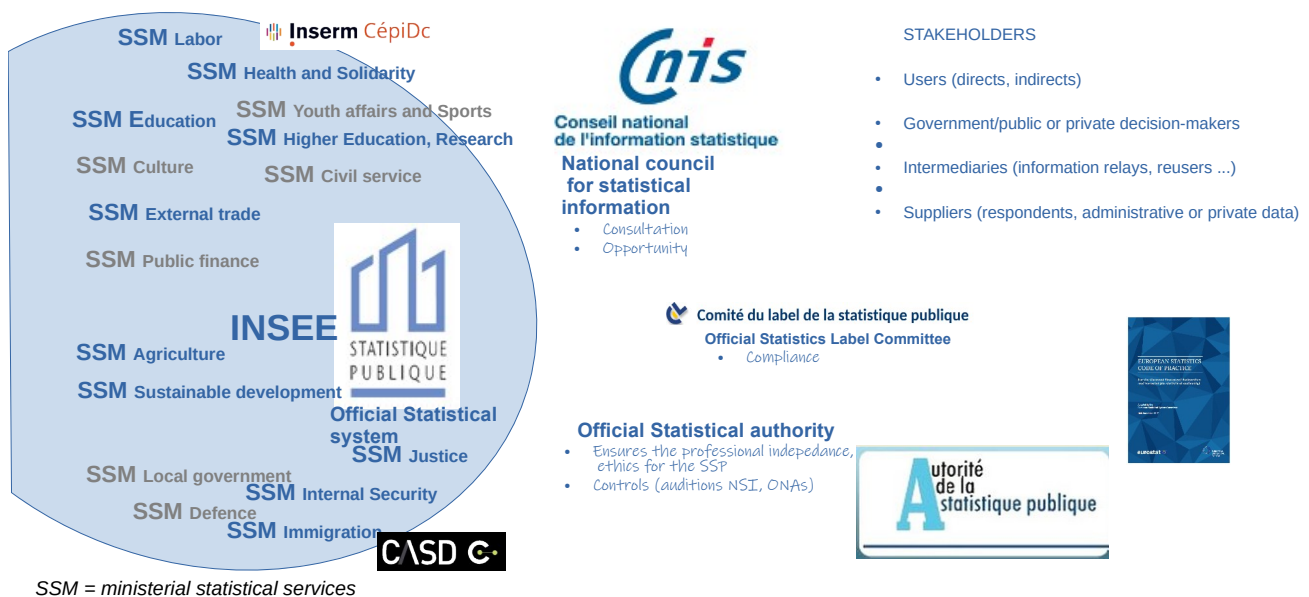 SSM Labor
Inserm CépiDc
SSM Health and Solidarity
SSM Youth affairs and Sports
SSM Education
SSM Higher Education, Research
SSM Culture
SSM Civil service
SSM External trade
SSM Public finance
INSEE
STATISTIQUE
PUBLIQUE
SSM Agriculture
SSM Sustainable development
Official Statistical
system
SSM Justice
SSM Local government
SSM Internal Security
SSM Defence
SSM Immigration
CASD
SSM = ministerial statistical services
Cnis
Conseil national
de l'information statistique
National council
for statistical
information
• Consultation
• Opportunity
STAKEHOLDERS
• Users (directs, indirects)
• Government/public or private decision-makers
•
• Intermediaries (information relays, reusers ...)
•
• Suppliers (respondents, administrative or private data)
Comité du label de la statistique publique
Official Statistics Label Committee
• Compliance
EUROPEAN STATISTICS
CODE OF PRACTICE
eurostat
Official Statistical authority
• Ensures the professional indepedance,
ethics for the SSP
• Controls (auditions NSI, ONAs)
Autorité
de la
statistique publique